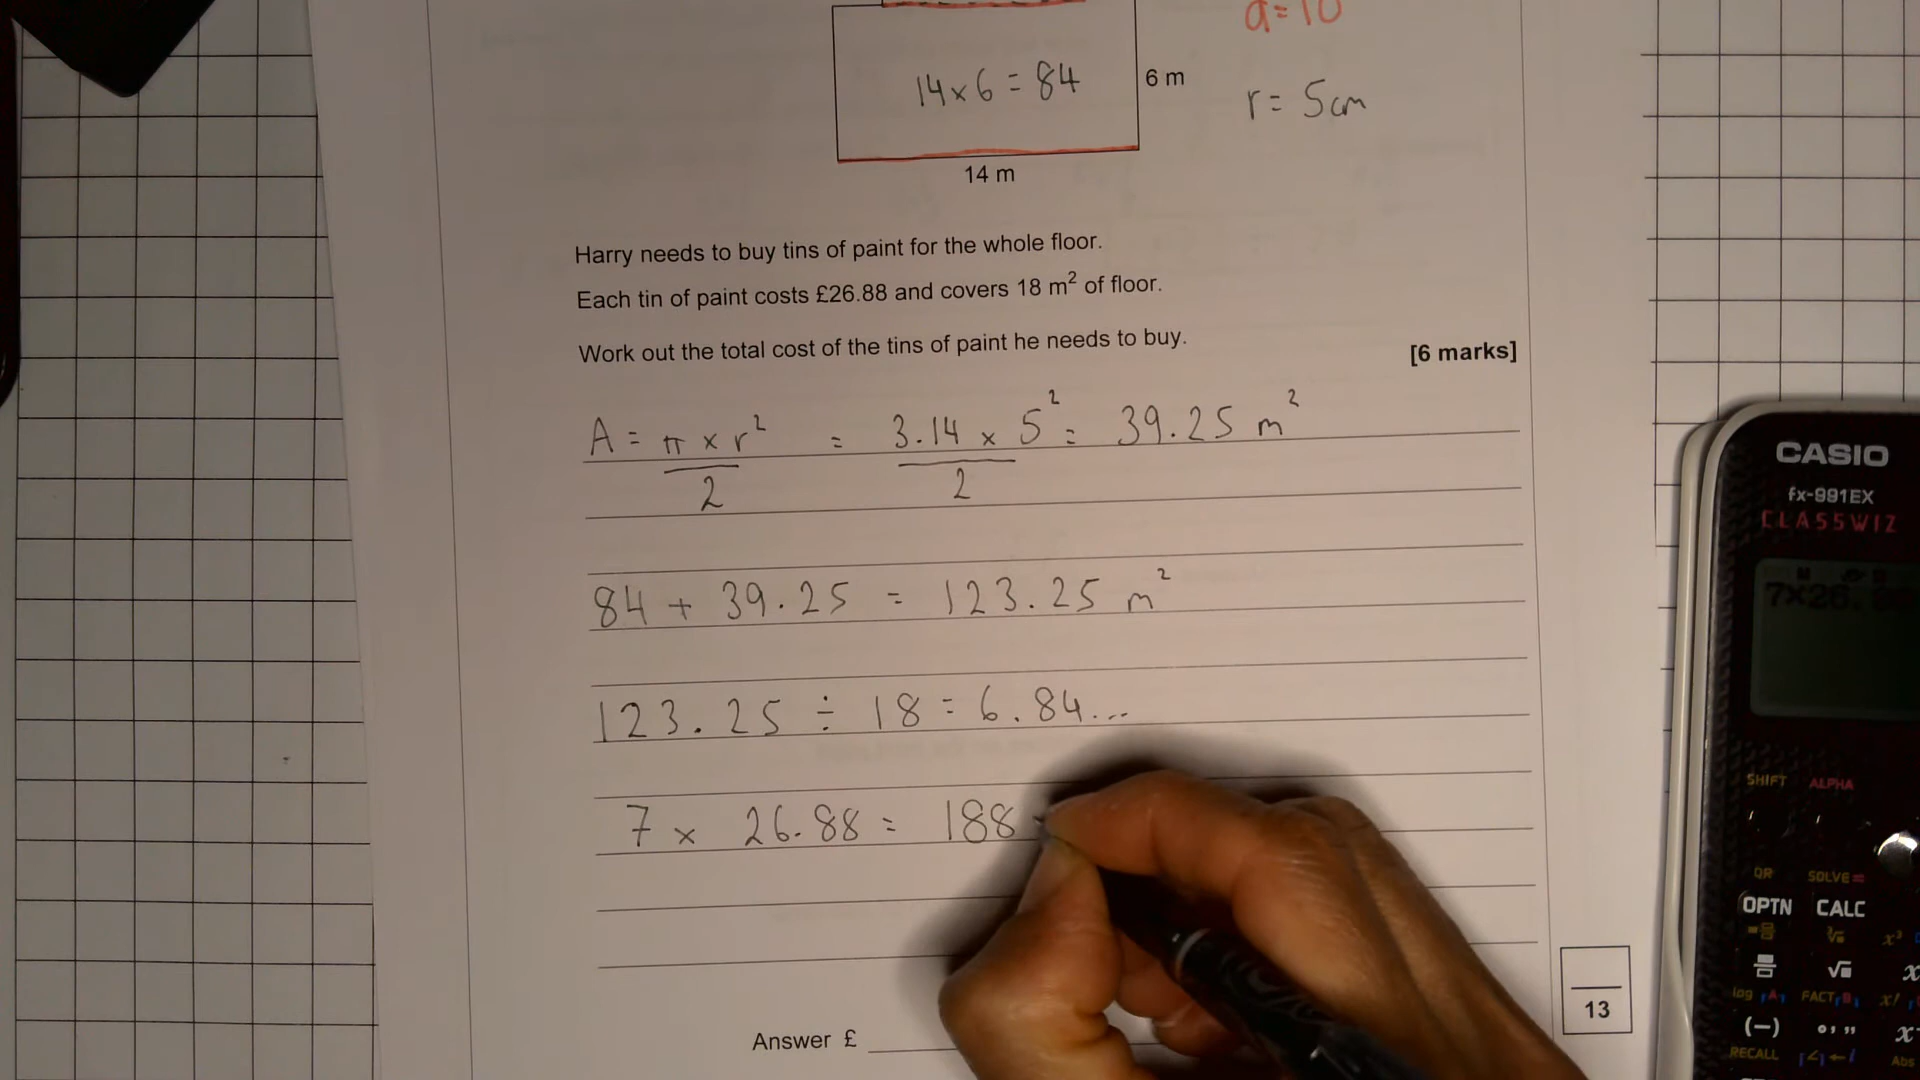 d=10
14×6=84
6 m
r= 5cm
14 m
Harry needs to buy tins of paint for the whole floor.
Each tin of paint costs £26.88 and covers 18 m² of floor.
Work out the total cost of the tins of paint he needs to buy.
[6 marks]
A = π × r² / 2 = 3.14 × 5² / 2 = 39.25 m²
84 + 39.25 = 123.25 m²
123.25 ÷ 18 = 6.84...
7 × 26.88 = 188
Answer £
13
CASIO
fx-991EX
CLASSWIZ
7×26.
SHIFT ALPHA
SOLVE=
OPTN CALC
log FACT x!
(−)
RECALL
Abs